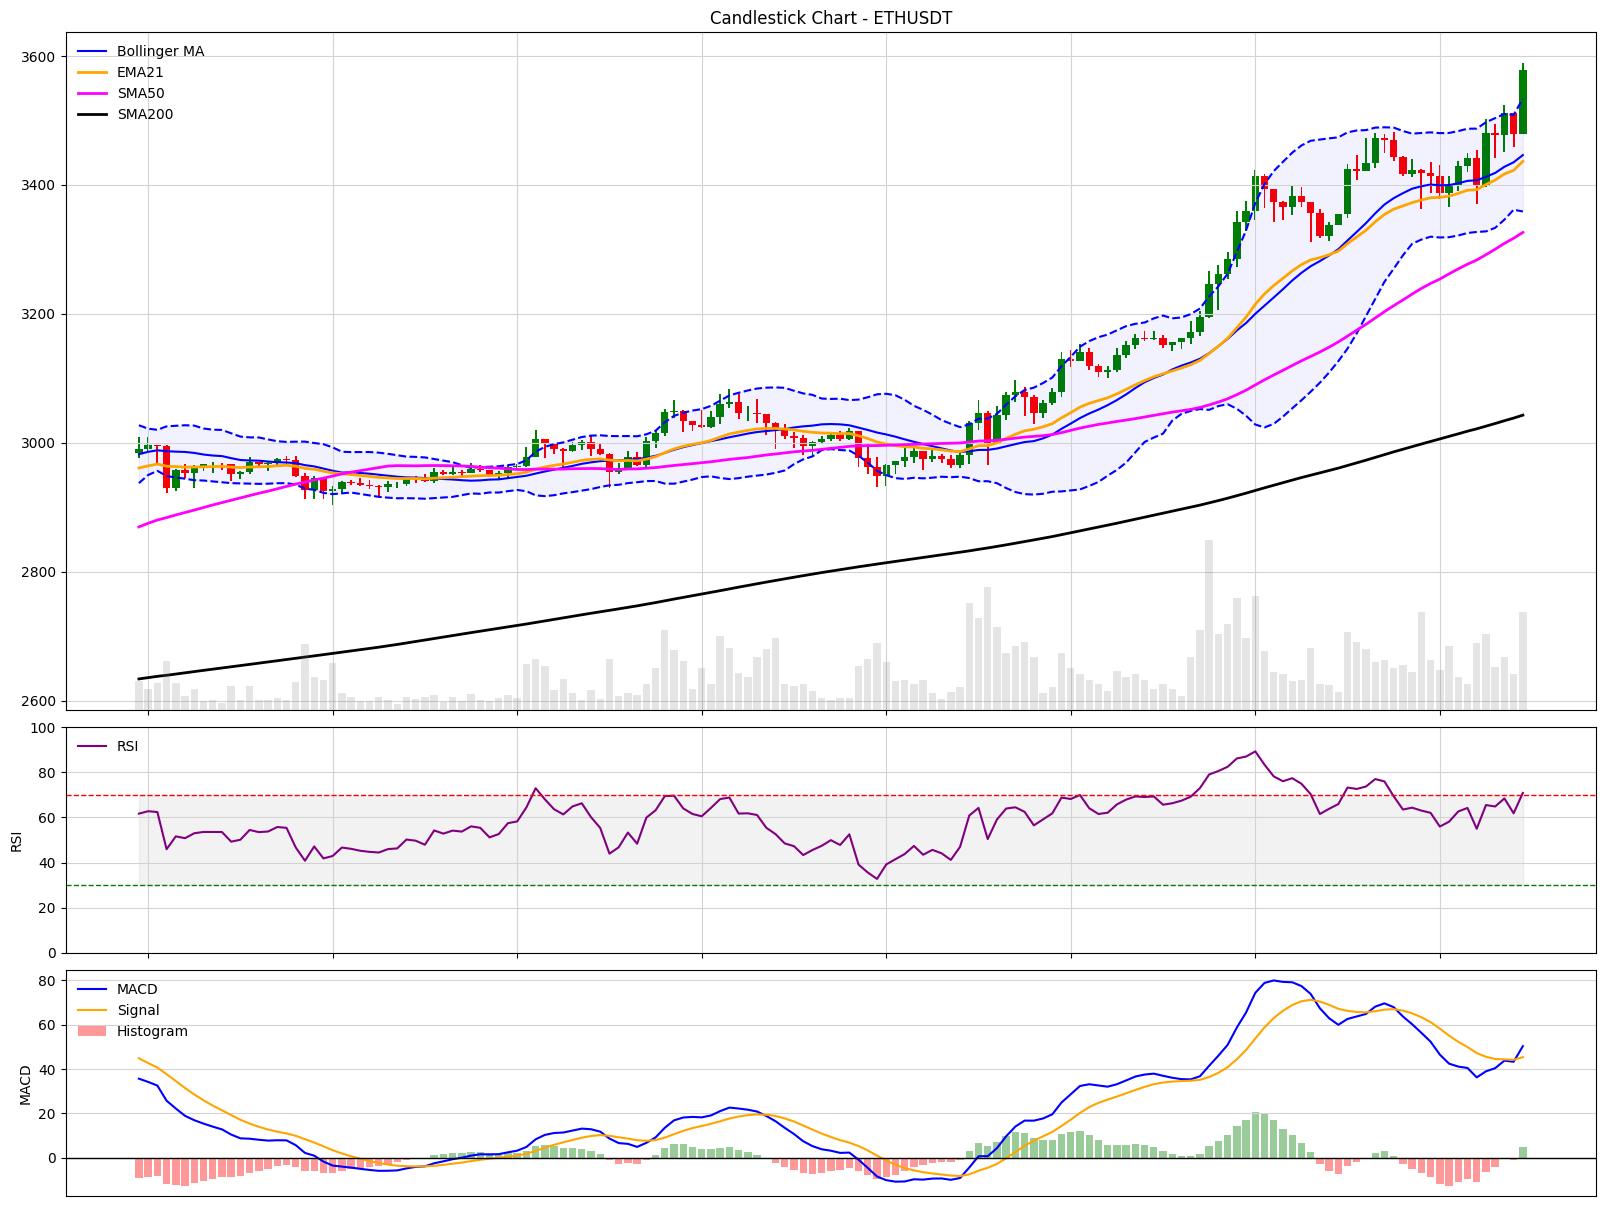 Candlestick Chart - ETHUSDT
Bollinger MA
EMA21
SMA50
SMA200
3600
3400
3200
3000
2800
2600
RSI
100
80
60
40
20
0
RSI
MACD
Signal
Histogram
80
60
40
20
0
MACD